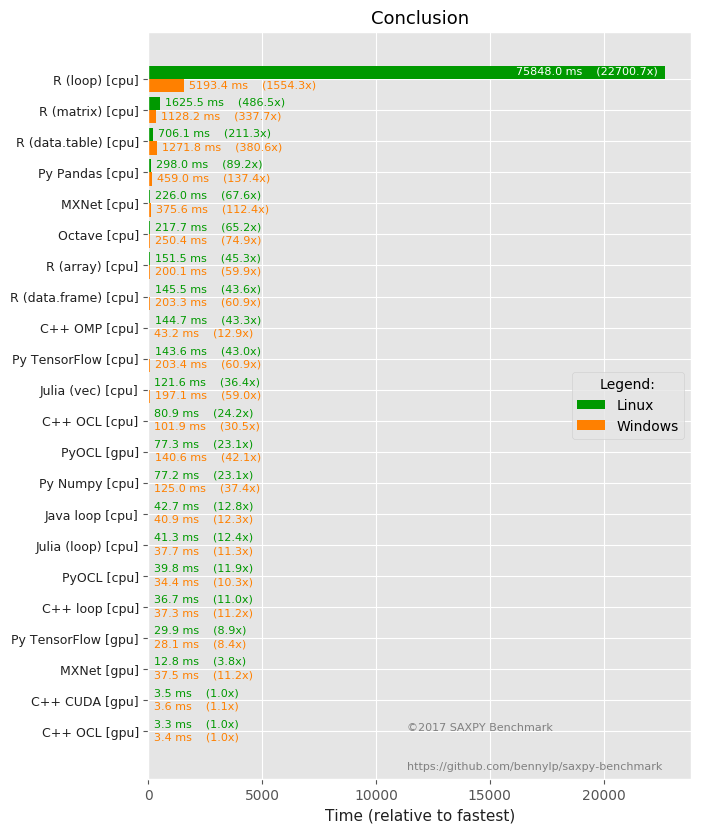 Conclusion
R (loop) [cpu]
75848.0 ms (22700.7x)
5193.4 ms (1554.3x)
R (matrix) [cpu]
1625.5 ms (486.5x)
1128.2 ms (337.7x)
R (data.table) [cpu]
706.1 ms (211.3x)
1271.8 ms (380.6x)
Py Pandas [cpu]
298.0 ms (89.2x)
459.0 ms (137.4x)
MXNet [cpu]
226.0 ms (67.6x)
375.6 ms (112.4x)
Octave [cpu]
217.7 ms (65.2x)
250.4 ms (74.9x)
R (array) [cpu]
151.5 ms (45.3x)
200.1 ms (59.9x)
R (data.frame) [cpu]
145.5 ms (43.6x)
203.3 ms (60.9x)
C++ OMP [cpu]
144.7 ms (43.3x)
43.2 ms (12.9x)
Py TensorFlow [cpu]
143.6 ms (43.0x)
203.4 ms (60.9x)
Julia (vec) [cpu]
121.6 ms (36.4x)
197.1 ms (59.0x)
C++ OCL [cpu]
80.9 ms (24.2x)
101.9 ms (30.5x)
PyOCL [gpu]
77.3 ms (23.1x)
140.6 ms (42.1x)
Py Numpy [cpu]
77.2 ms (23.1x)
125.0 ms (37.4x)
Java loop [cpu]
42.7 ms (12.8x)
40.9 ms (12.3x)
Julia (loop) [cpu]
41.3 ms (12.4x)
37.7 ms (11.3x)
PyOCL [cpu]
39.8 ms (11.9x)
34.4 ms (10.3x)
C++ loop [cpu]
36.7 ms (11.0x)
37.3 ms (11.2x)
Py TensorFlow [gpu]
29.9 ms (8.9x)
28.1 ms (8.4x)
MXNet [gpu]
12.8 ms (3.8x)
37.5 ms (11.2x)
C++ CUDA [gpu]
3.5 ms (1.0x)
3.6 ms (1.1x)
C++ OCL [gpu]
3.3 ms (1.0x)
3.4 ms (1.0x)
Legend:
Linux
Windows
©2017 SAXPY Benchmark
https://github.com/bennylp/saxpy-benchmark
0 5000 10000 15000 20000
Time (relative to fastest)